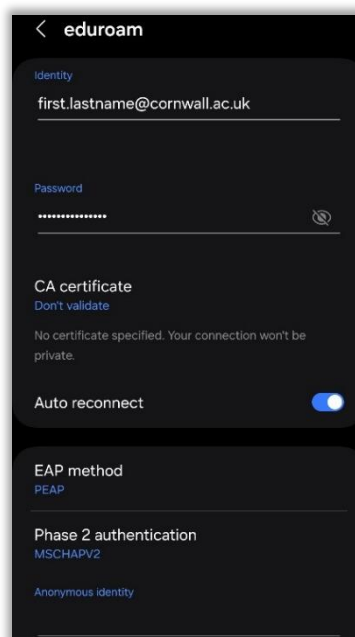 eduroam
Identity
first.lastname@cornwall.ac.uk
Password
•••••••••••••••
CA certificate
Don't validate
No certificate specified. Your connection won't be
private.
Auto reconnect
EAP method
PEAP
Phase 2 authentication
MSCHAPV2
Anonymous identity